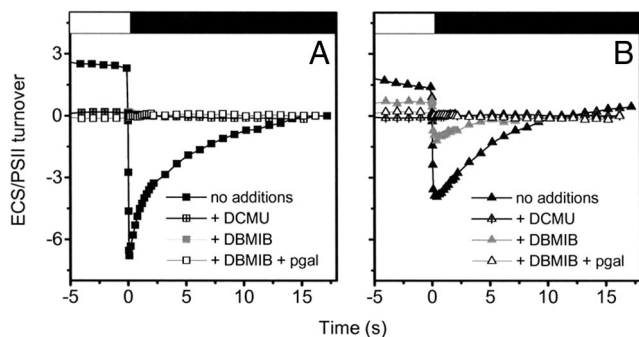 A
B
ECS/PSII turnover
0
-3
-6
no additions
+ DCMU
+ DBMIB
+ DBMIB + pgal
no additions
+ DCMU
+ DBMIB
+ DBMIB + pgal
-5 0 5 10 15
-5 0 5 10 15
Time (s)